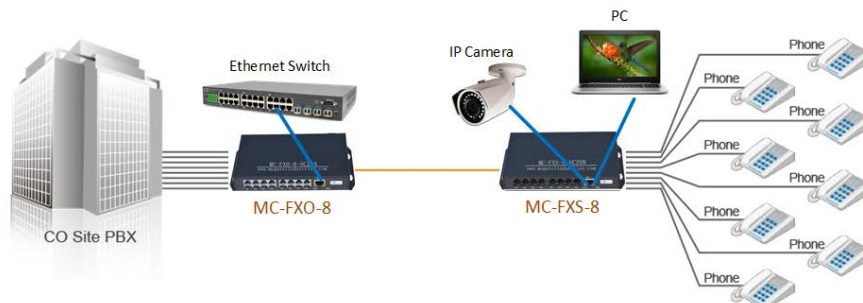 PC
IP Camera
Ethernet Switch
Phone
Phone
Phone
Phone
Phone
Phone
Phone
Phone
MC-FXO-8
MC-FXS-8
CO Site PBX